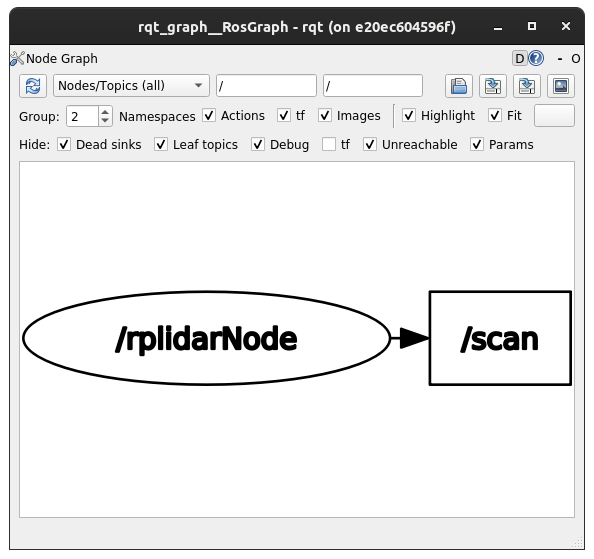 rqt_graph__RosGraph - rqt (on e20ec604596f)
Node Graph D ? - O
Nodes/Topics (all) / /
Group: 2 Namespaces Actions tf Images Highlight Fit
Hide: Dead sinks Leaf topics Debug tf Unreachable Params
/rplidarNode /scan